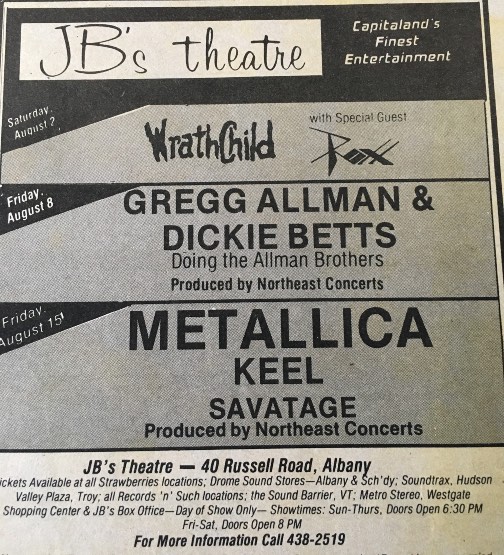 JB's theatre
Capitaland's
Finest
Entertainment
Saturday,
August 2
WrathChild
with Special Guest
Friday,
August 8
GREGG ALLMAN &
DICKIE BETTS
Doing the Allman Brothers
Produced by Northeast Concerts
Friday,
August 15
METALLICA
KEEL
SAVATAGE
Produced by Northeast Concerts
JB's Theatre — 40 Russell Road, Albany
ickets Available at all Strawberries locations; Drome Sound Stores—Albany & Sch'dy; Soundtrax, Hudson
Valley Plaza, Troy; all Records 'n' Such locations; the Sound Barrier, VT; Metro Stereo, Westgate
Shopping Center & JB's Box Office—Day of Show Only— Showtimes: Sun-Thurs, Doors Open 6:30 PM
Fri-Sat, Doors Open 8 PM
For More Information Call 438-2519